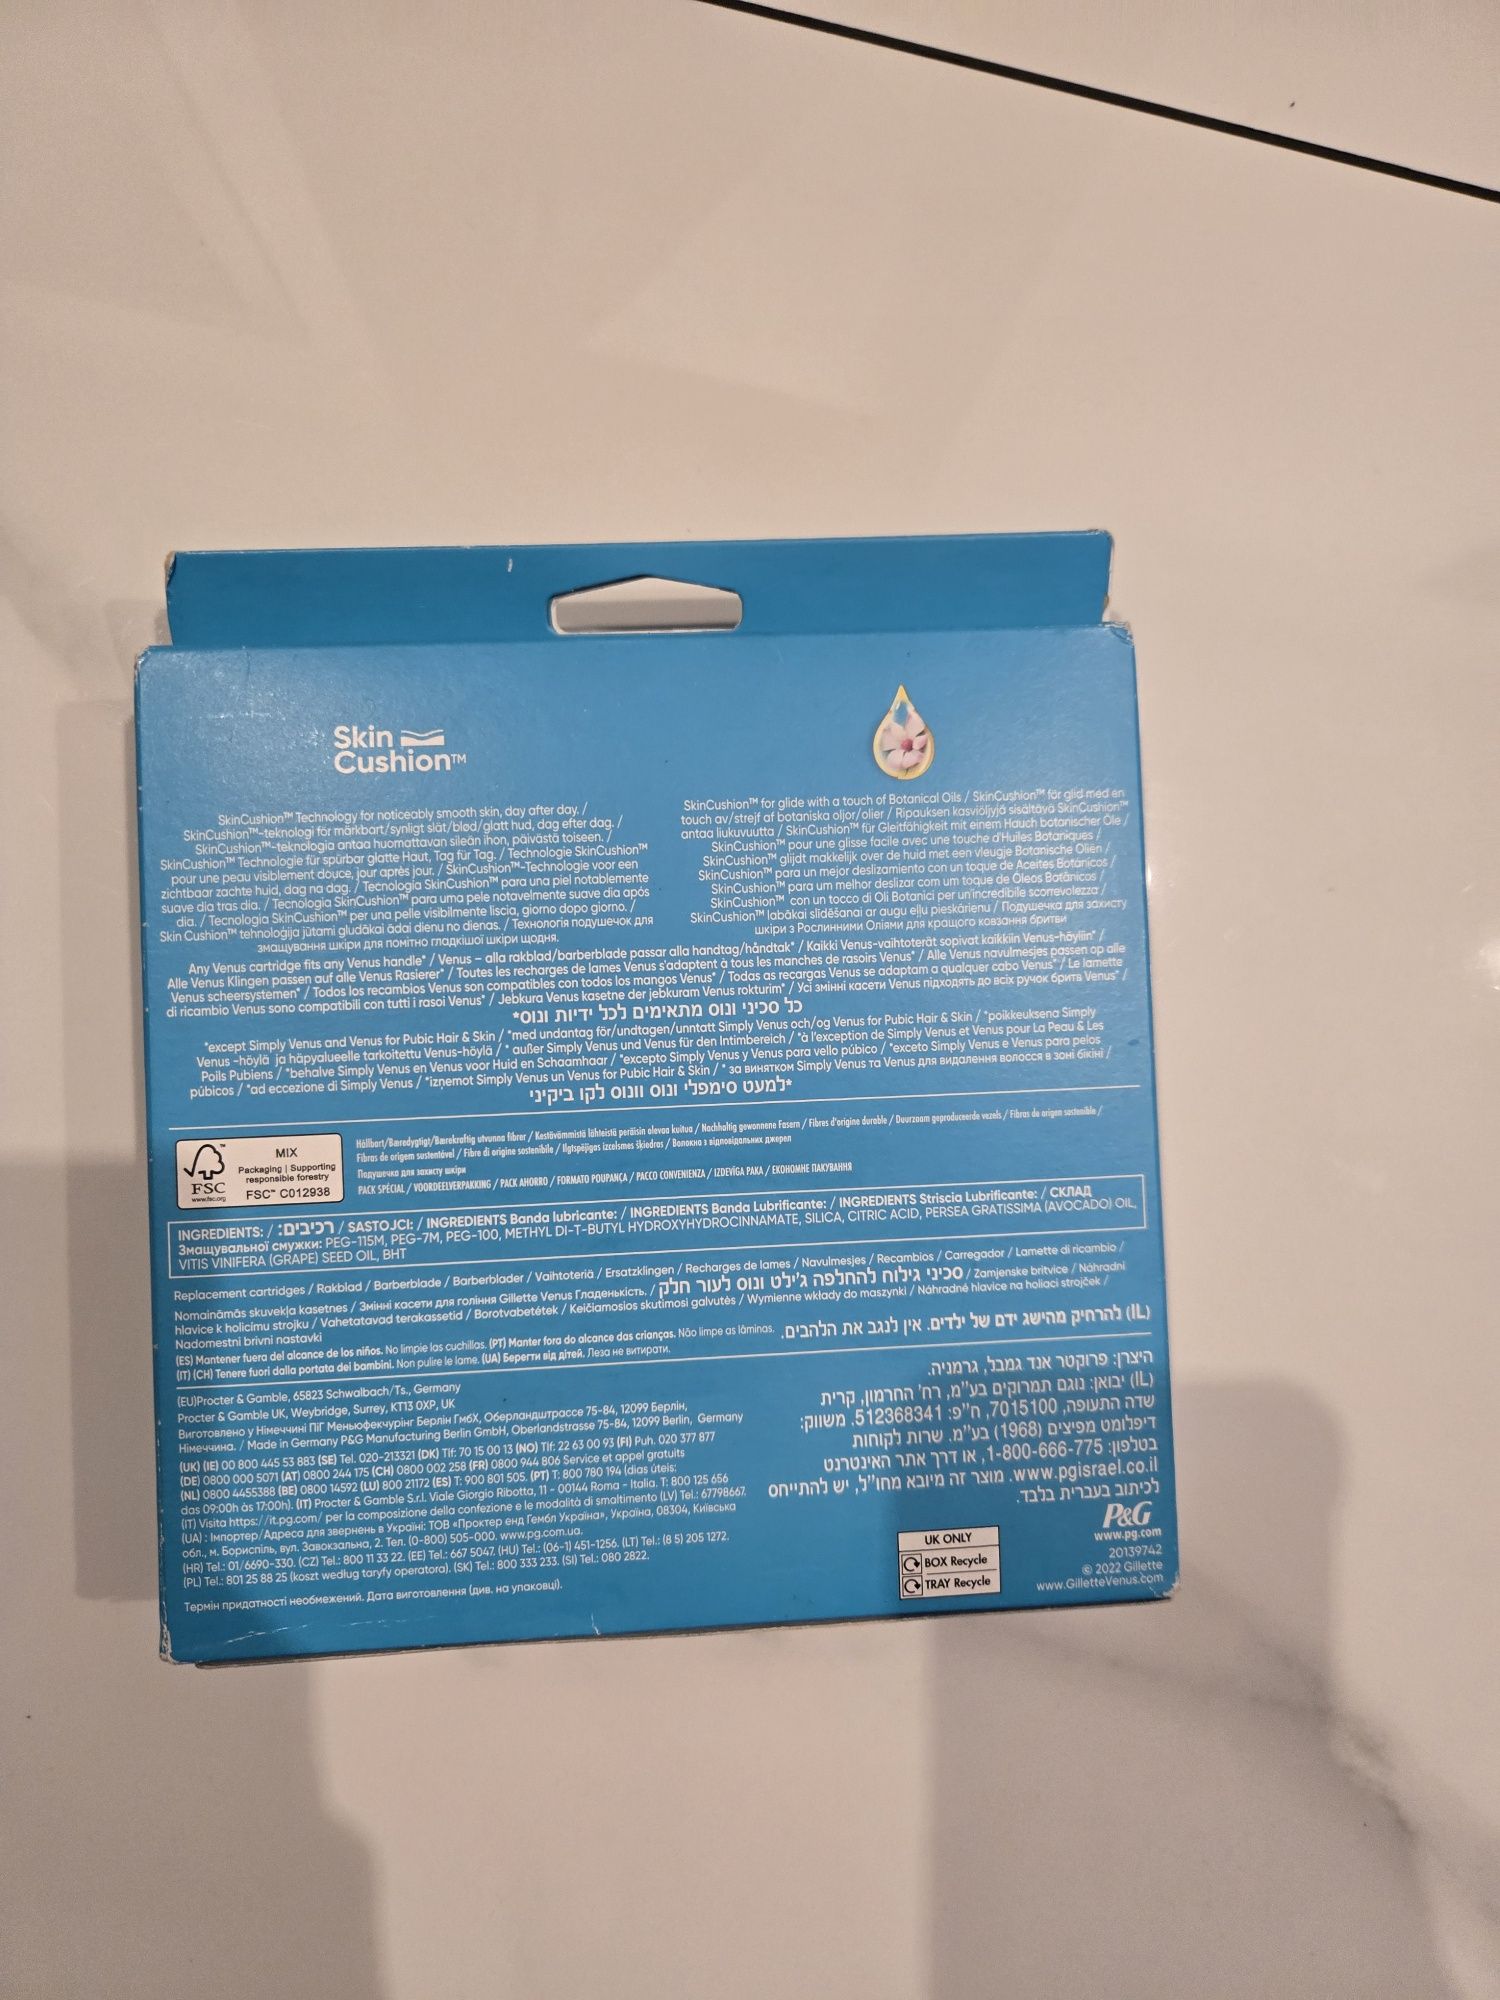 Skin
Cushion™
SkinCushion™ Technology for noticeably smooth skin, day after day. /
SkinCushion™-teknologi för märkbart/synligt slät/blød/glatt hud, dag efter dag. /
SkinCushion™-teknologia antaa huomattavan sileän ihon, päivästä toiseen. /
SkinCushion™ Technologie für spürbar glatte Haut, Tag für Tag. / Technologie SkinCushion™
pour une peau visiblement douce, jour après jour. / SkinCushion™-Technologie voor een
zichtbaar zachte huid, dag na dag. / Tecnología SkinCushion™ para una piel notablemente
suave día tras día. / Tecnologia SkinCushion™ para uma pele notavelmente suave dia após
dia. / Tecnologia SkinCushion™ per una pelle visibilmente liscia, giorno dopo giorno. /
Skin Cushion™ tehnoloģija jūtami gludākai ādai dienu no dienas. / Технологія подушечок для
змащування шкіри для помітно гладкішої шкіри щодня.
SkinCushion™ for glide with a touch of Botanical Oils / SkinCushion™ för glid med en
touch av/strejf af botaniska oljor/olier / Ripauksen kasviöljyjä sisältävä SkinCushion™
antaa liukuvuutta / SkinCushion™ für Gleitfähigkeit mit einem Hauch botanischer Öle /
SkinCushion™ pour une glisse facile avec une touche d'Huiles Botaniques /
SkinCushion™ glijdt makkelijk over de huid met een vleugje Botanische Oliën /
SkinCushion™ para un mejor deslizamiento con un toque de Aceites Botánicos /
SkinCushion™ para um melhor deslizar com um toque de Óleos Botânicos /
SkinCushion™ con un tocco di Oli Botanici per un'incredibile scorrevolezza /
SkinCushion™ labākai slīdēšanai ar augu eļļu pieskārienu / Подушечка для захисту
шкіри з Рослинними Оліями для кращого ковзання бритви
Any Venus cartridge fits any Venus handle* / Venus – alla rakblad/barberblade passar alla handtag/håndtak* / Kaikki Venus-vaihtoterät sopivat kaikkiin Venus-höyliin* /
Alle Venus Klingen passen auf alle Venus Rasierer* / Toutes les recharges de lames Venus s'adaptent à tous les manches de rasoirs Venus* / Alle Venus navulmesjes passen op alle
Venus scheersystemen* / Todos los recambios Venus son compatibles con todos los mangos Venus* / Todas as recargas Venus se adaptam a qualquer cabo Venus* / Le lamette
di ricambio Venus sono compatibili con tutti i rasoi Venus* / Jebkura Venus kasetne der jebkuram Venus rokturim* / Усі змінні касети Venus підходять до всіх ручок бритв Venus* /
כל סכיני ונוס מתאימים לכל ידיות ונוס*
*except Simply Venus and Venus for Pubic Hair & Skin / *med undantag för/undtagen/unntatt Simply Venus och/og Venus for Pubic Hair & Skin / *poikkeuksena Simply
Venus -höylä ja häpyalueelle tarkoitettu Venus-höylä / * außer Simply Venus und Venus für den Intimbereich / *à l'exception de Simply Venus et Venus pour La Peau & Les
Poils Pubiens / *behalve Simply Venus en Venus voor Huid en Schaamhaar / *excepto Simply Venus y Venus para vello púbico / *exceto Simply Venus e Venus para pelos
púbicos / *ad eccezione di Simply Venus / *izņemot Simply Venus un Venus for Pubic Hair & Skin / * за винятком Simply Venus та Venus для видалення волосся в зоні бікіні /
*למעט סימפלי ונוס וונוס לקו ביקיני
FSC™
www.fsc.org
MIX
Packaging | Supporting
responsible forestry
FSC™ C012938
Hållbart/Bæredygtigt/Bærekraftig utvunna fibrer / Kestävämmistä lähteistä peräisin olevaa kuitua / Nachhaltig gewonnene Fasern / Fibres d'origine durable / Duurzaam geproduceerde vezels / Fibras de origen sostenible /
Fibras de origem sustentável / Fibre di origine sostenibile / Ilgtspējīgas izcelsmes šķiedras / Волокно з відповідальних джерел
Подушечка для захисту шкіри
PACK SPÉCIAL / VOORDEELVERPAKKING / PACK AHORRO / FORMATO POUPANÇA / PACCO CONVENIENZA / IZDEVĪGA PAKA / ЕКОНОМНЕ ПАКУВАННЯ
INGREDIENTS: / רכיבים: / SASTOJCI: / INGREDIENTS Banda lubricante: / INGREDIENTS Banda Lubrificante: / INGREDIENTS Striscia Lubrificante: / СКЛАД
Змащувальної смужки: PEG-115M, PEG-7M, PEG-100, METHYL DI-T-BUTYL HYDROXYHYDROCINNAMATE, SILICA, CITRIC ACID, PERSEA GRATISSIMA (AVOCADO) OIL,
VITIS VINIFERA (GRAPE) SEED OIL, BHT
Replacement cartridges / Rakblad / Barberblade / Barberblader / Vaihtoteriä / Ersatzklingen / Recharges de lames / Navulmesjes / Recambios / Carregador / Lamette di ricambio /
Nomaināmās skuvekļa kasetnes / Змінні касети для гоління Gillette Venus Гладенькість. / סכיני גילוח להחלפה ג'ילט ונוס לעור חלק / Zamjenske britvice / Náhradní
hlavice k holicímu strojku / Vahetatavad terakassetid / Borotvabetétek / Keičiamosios skutimosi galvutės / Wymienne wkłady do maszynki / Náhradné hlavice na holiaci strojček /
Nadomestni brivni nastavki
(ES) Mantener fuera del alcance de los niños. No limpie las cuchillas. (PT) Manter fora do alcance das crianças. Não limpe as lâminas.
(IT) (CH) Tenere fuori dalla portata dei bambini. Non pulire le lame. (UA) Берегти від дітей. Леза не витирати.
(IL) להרחיק מהישג ידם של ילדים. אין לנגב את הלהבים.
(EU)Procter & Gamble, 65823 Schwalbach/Ts., Germany
Procter & Gamble UK, Weybridge, Surrey, KT13 0XP, UK
Виготовлено у Німеччині ПіГ Меньюфекчурінг Берлін ГмбХ, Оберландштрассе 75-84, 12099 Берлін,
Німеччина. / Made in Germany P&G Manufacturing Berlin GmbH, Oberlandstrasse 75-84, 12099 Berlin, Germany
(UK) (IE) 00 800 445 53 883 (SE) Tel. 020-213321 (DK) Tlf: 70 15 00 13 (NO) Tlf: 22 63 00 93 (FI) Puh. 020 377 877
(DE) 0800 000 5071 (AT) 0800 244 175 (CH) 0800 002 258 (FR) 0800 944 806 Service et appel gratuits
(NL) 0800 4455388 (BE) 0800 14592 (LU) 800 21172 (ES) T: 900 801 505. (PT) T: 800 780 194 (dias úteis:
das 09:00h às 17:00h). (IT) Procter & Gamble S.r.l. Viale Giorgio Ribotta, 11 - 00144 Roma - Italia. T: 800 125 656
(IT) Visita https://it.pg.com/ per la composizione della confezione e le modalità di smaltimento (LV) Tel.: 67798667.
(UA) : Імпортер/Адреса для звернень в Україні: ТОВ «Проктер енд Гембл Україна», Україна, 08304, Київська
обл., м. Бориспіль, вул. Завокзальна, 2. Тел. (0-800) 505-000. www.pg.com.ua.
(HR) Tel.: 01/6690-330. (CZ) Tel.: 800 11 33 22. (EE) Tel.: 667 5047. (HU) Tel.: (06-1) 451-1256. (LT) Tel.: (8 5) 205 1272.
(PL) Tel.: 801 25 88 25 (koszt według taryfy operatora). (SK) Tel.: 800 333 233. (SI) Tel.: 080 2822.
Термін придатності необмежений. Дата виготовлення (див. на упаковці).
היצרן: פרוקטר אנד גמבל, גרמניה.
(IL) יבואן: נוגם תמרוקים בע"מ, רח' החרמון, קרית
שדה התעופה, 7015100, ח"פ: 512368341. משווק:
דיפלומט מפיצים (1968) בע"מ. שרות לקוחות
בטלפון: 1-800-666-775, או דרך אתר האינטרנט
www.pgisrael.co.il. מוצר זה מיובא מחו"ל, יש להתייחס
לכיתוב בעברית בלבד.
P&G
www.pg.com
20139742
© 2022 Gillette
www.GilletteVenus.com
UK ONLY
BOX Recycle
TRAY Recycle